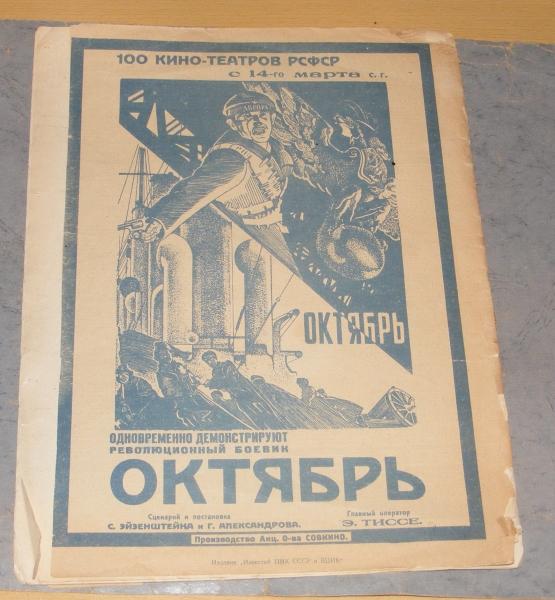 100 КИНО-ТЕАТРОВ РСФСР
с 14-го марта с.г.
АВРОРА
ОКТЯБРЬ
ОДНОВРЕМЕННО ДЕМОНСТРИРУЮТ
РЕВОЛЮЦИОННЫЙ БОЕВИК
ОКТЯБРЬ
Сценарий и постановка
С. ЭЙЗЕНШТЕЙНА и Г. АЛЕКСАНДРОВА.
Главный оператор
Э. ТИССЕ.
Производство Акц. О-ва СОВКИНО.
Издание „Известий ЦИК СССР и ВЦИК“